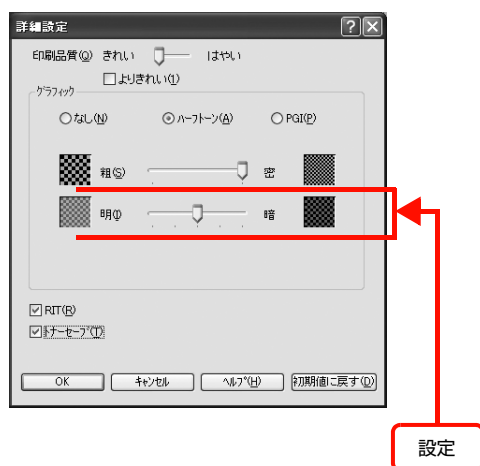 詳細設定
印刷品質(Q) きれい はやい
よりきれい(1)
グラフィック
なし(N) ハーフトーン(A) PGI(P)
粗(S) 密
明(I) 暗
RIT(R)
トナーセーブ(T)
OK キャンセル ヘルプ(H) 初期値に戻す(D)
設定